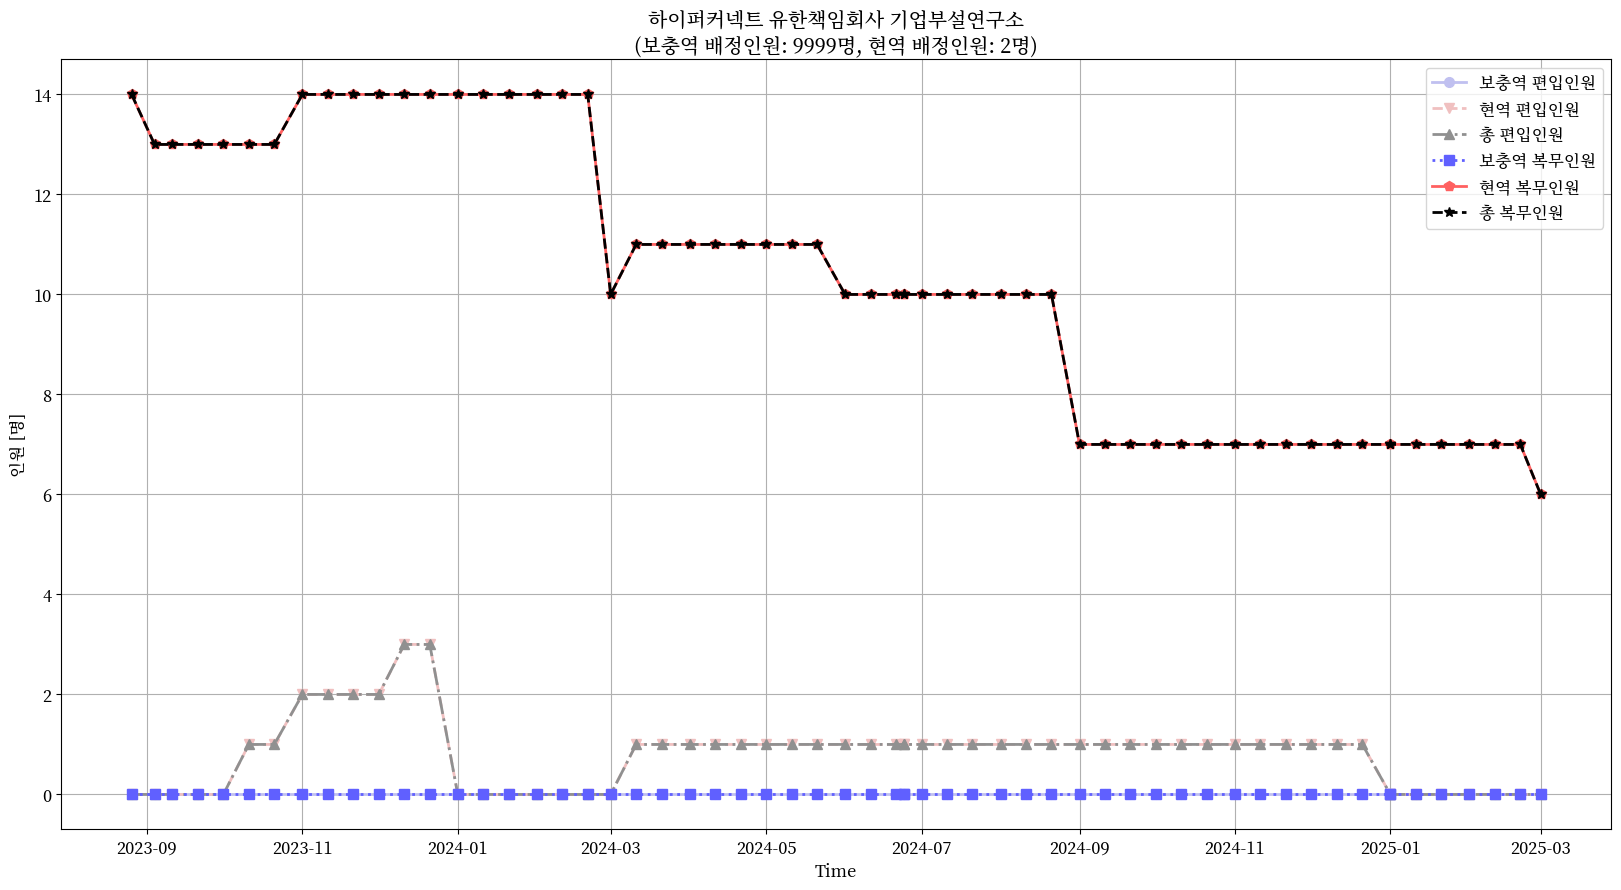 하이퍼커넥트 유한책임회사 기업부설연구소
(보충역 배정인원: 9999명, 현역 배정인원: 2명)
보충역 편입인원
현역 편입인원
총 편입인원
보충역 복무인원
현역 복무인원
총 복무인원
인원 [명]
14
12
10
8
6
4
2
0
2023-09 2023-11 2024-01 2024-03 2024-05 2024-07 2024-09 2024-11 2025-01 2025-03
Time